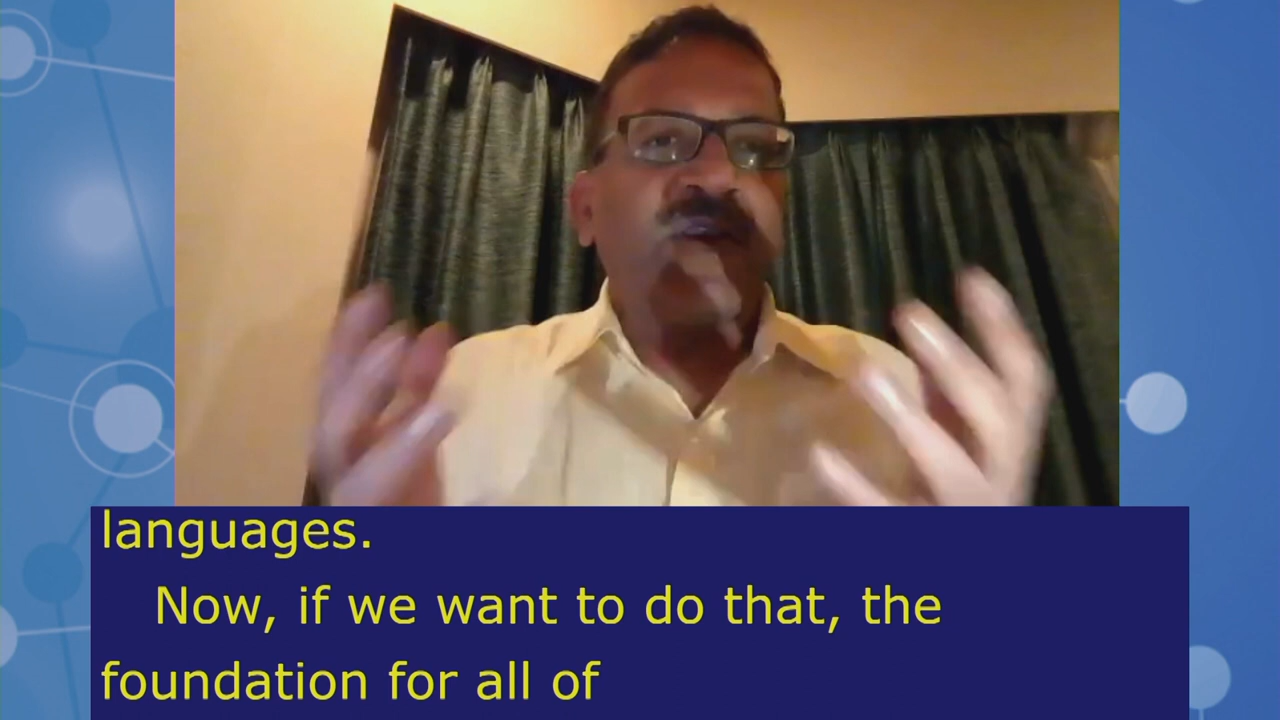 languages.
Now, if we want to do that, the
foundation for all of